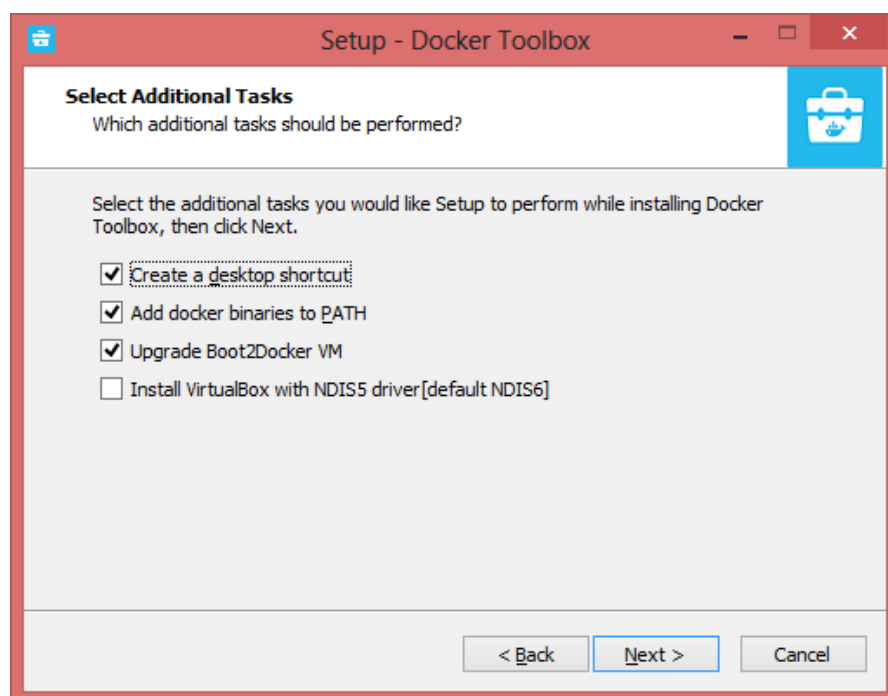 Setup - Docker Toolbox
Select Additional Tasks
Which additional tasks should be performed?
Select the additional tasks you would like Setup to perform while installing Docker
Toolbox, then click Next.
Create a desktop shortcut
Add docker binaries to PATH
Upgrade Boot2Docker VM
Install VirtualBox with NDIS5 driver[default NDIS6]
< Back Next > Cancel